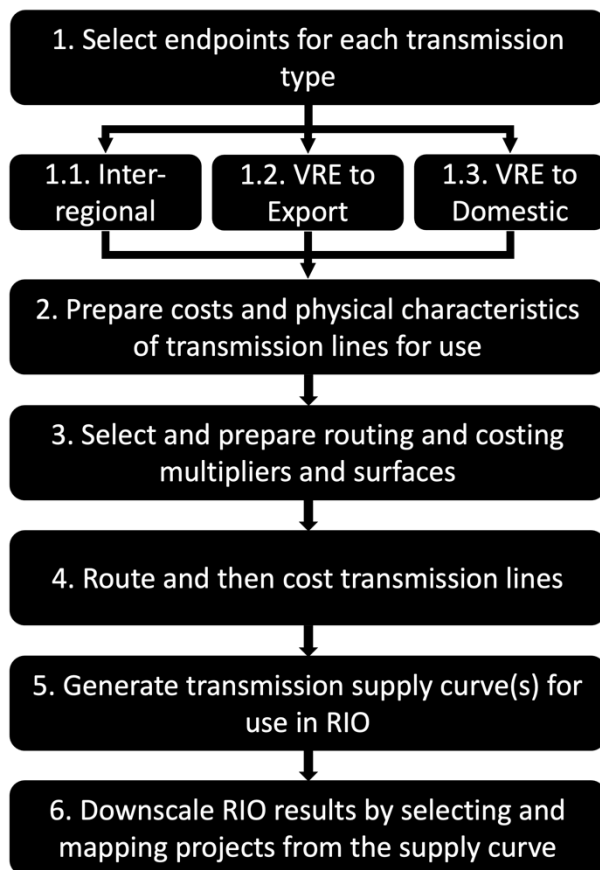 1. Select endpoints for each transmission
type
1.1. Inter-
regional
1.2. VRE to
Export
1.3. VRE to
Domestic
2. Prepare costs and physical characteristics
of transmission lines for use
3. Select and prepare routing and costing
multipliers and surfaces
4. Route and then cost transmission lines
5. Generate transmission supply curve(s) for
use in RIO
6. Downscale RIO results by selecting and
mapping projects from the supply curve